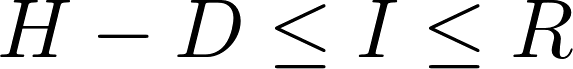 H − D ≤ I ≤ R